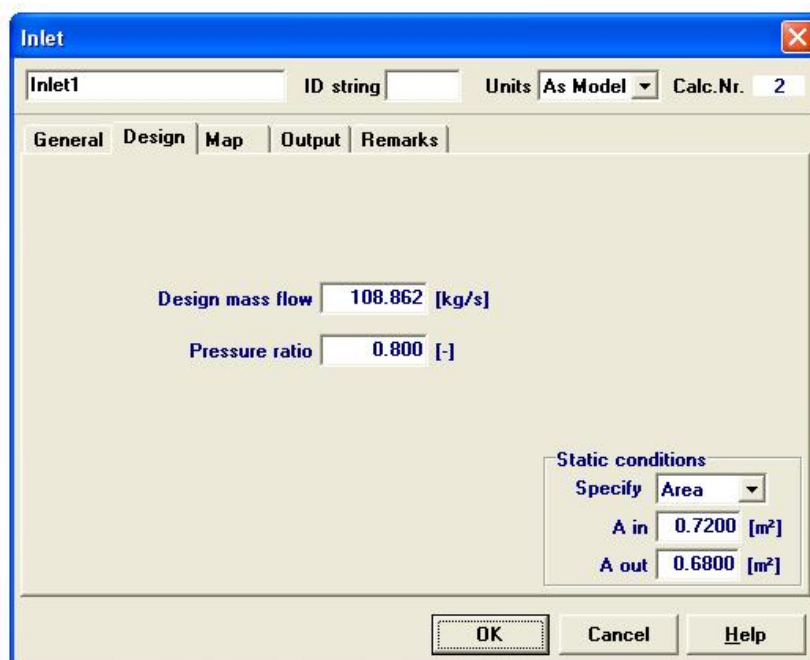 Inlet
Inlet1 ID string Units As Model Calc.Nr. 2
General Design Map Output Remarks
Design mass flow 108.862 [kg/s]
Pressure ratio 0.800 [-]
Static conditions
Specify Area
A in 0.7200 [m²]
A out 0.6800 [m²]
OK Cancel Help